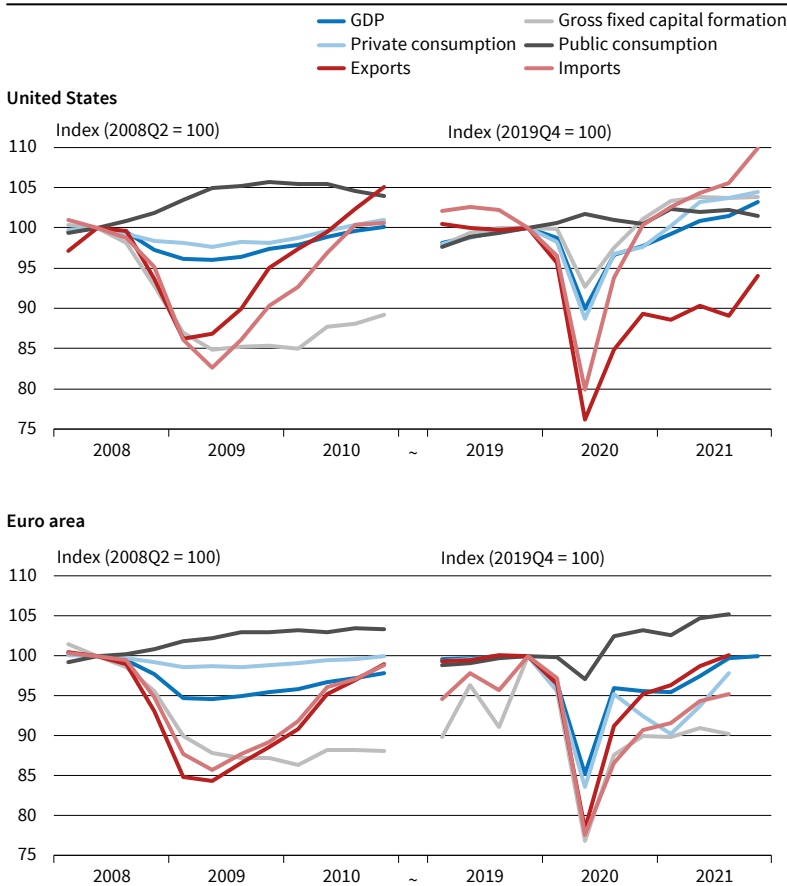 GDP Gross fixed capital formation
Private consumption Public consumption
Exports Imports
United States
Index (2008Q2 = 100) Index (2019Q4 = 100)
110
105
100
95
90
85
80
75
2008 2009 2010 ~ 2019 2020 2021
Euro area
Index (2008Q2 = 100) Index (2019Q4 = 100)
110
105
100
95
90
85
80
75
2008 2009 2010 ~ 2019 2020 2021